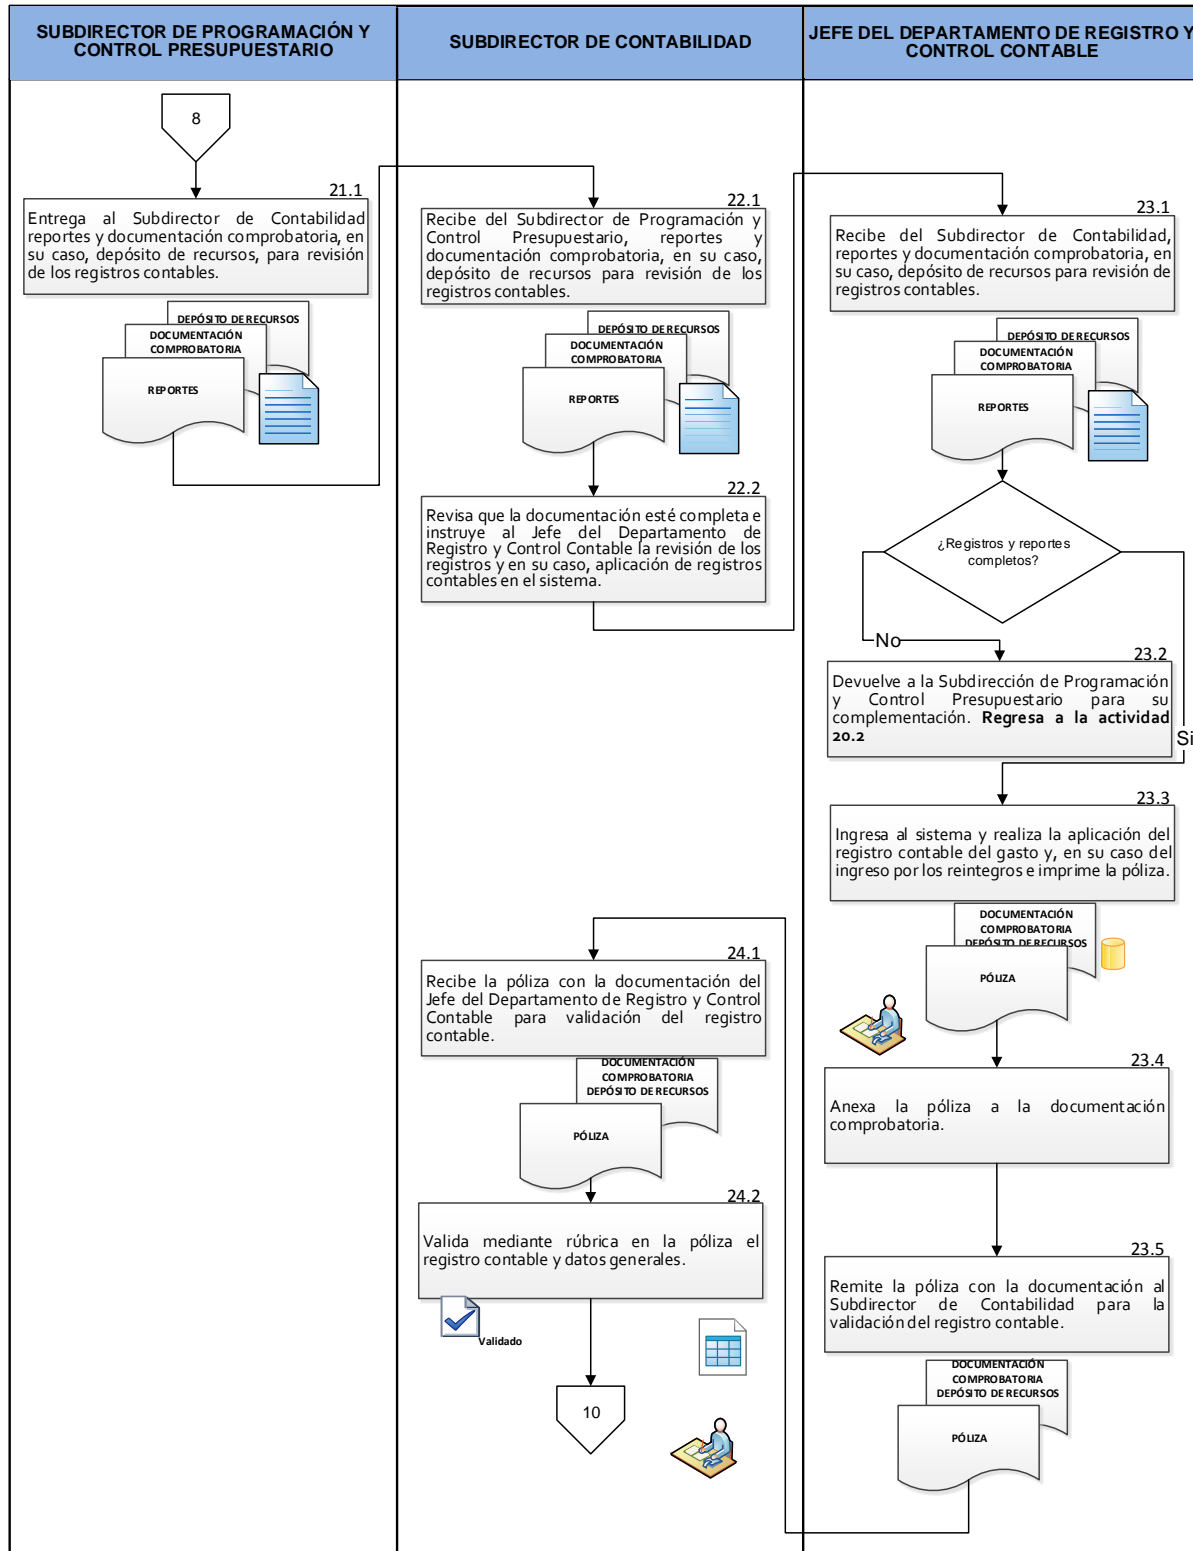 SUBDIRECTOR DE PROGRAMACIÓN Y
CONTROL PRESUPUESTARIO
SUBDIRECTOR DE CONTABILIDAD
JEFE DEL DEPARTAMENTO DE REGISTRO Y
CONTROL CONTABLE
8
21.1
Entrega al Subdirector de Contabilidad
reportes y documentación comprobatoria, en
su caso, depósito de recursos, para revisión
de los registros contables.
DEPÓSITO DE RECURSOS
DOCUMENTACIÓN
COMPROBATORIA
REPORTES
22.1
Recibe del Subdirector de Programación y
Control Presupuestario, reportes y
documentación comprobatoria, en su caso,
depósito de recursos para revisión de los
registros contables.
DEPÓSITO DE RECURSOS
DOCUMENTACIÓN
COMPROBATORIA
REPORTES
22.2
Revisa que la documentación esté completa e
instruye al Jefe del Departamento de
Registro y Control Contable la revisión de los
registros y en su caso, aplicación de registros
contables en el sistema.
23.1
Recibe del Subdirector de Contabilidad,
reportes y documentación comprobatoria, en
su caso, depósito de recursos para revisión de
registros contables.
DEPÓSITO DE RECURSOS
DOCUMENTACIÓN
COMPROBATORIA
REPORTES
¿Registros y reportes
completos?
No
Si
23.2
Devuelve a la Subdirección de Programación
y Control Presupuestario para su
complementación. Regresa a la actividad
20.2
23.3
Ingresa al sistema y realiza la aplicación del
registro contable del gasto y, en su caso del
ingreso por los reintegros e imprime la póliza.
DOCUMENTACIÓN
COMPROBATORIA
DEPÓSITO DE RECURSOS
PÓLIZA
23.4
Anexa la póliza a la documentación
comprobatoria.
23.5
Remite la póliza con la documentación al
Subdirector de Contabilidad para la
validación del registro contable.
DOCUMENTACIÓN
COMPROBATORIA
DEPÓSITO DE RECURSOS
PÓLIZA
24.1
Recibe la póliza con la documentación del
Jefe del Departamento de Registro y Control
Contable para validación del registro
contable.
DOCUMENTACIÓN
COMPROBATORIA
DEPÓSITO DE RECURSOS
PÓLIZA
24.2
Valida mediante rúbrica en la póliza el
registro contable y datos generales.
Validado
10